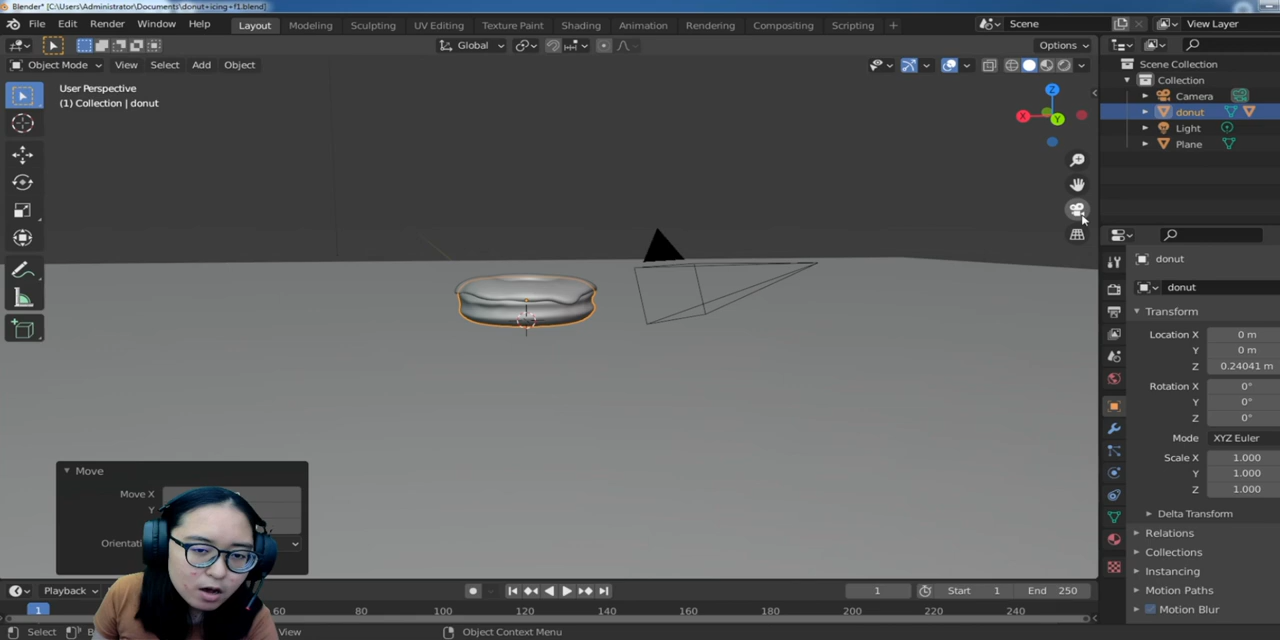 Blender* [C:\Users\Administrator\Documents\donut+icing+f1.blend]
File Edit Render Window Help Layout Modeling Sculpting UV Editing Texture Paint Shading Animation Rendering Compositing Scripting + Scene View Layer
Global Options
Object Mode View Select Add Object
User Perspective
(1) Collection | donut
Z
X
Y
Scene Collection
Collection
Camera
donut
Light
Plane
donut
donut
Transform
Location X 0 m
Y 0 m
Z 0.24041 m
Rotation X 0°
Y 0°
Z 0°
Mode XYZ Euler
Scale X 1.000
Y 1.000
Z 1.000
Delta Transform
Relations
Collections
Instancing
Motion Paths
Motion Blur
Move
Move X
Y
Playback
1 Start 1 End 250
1 60 80 100 120 140 160 180 200 220 240
Select View Object Context Menu